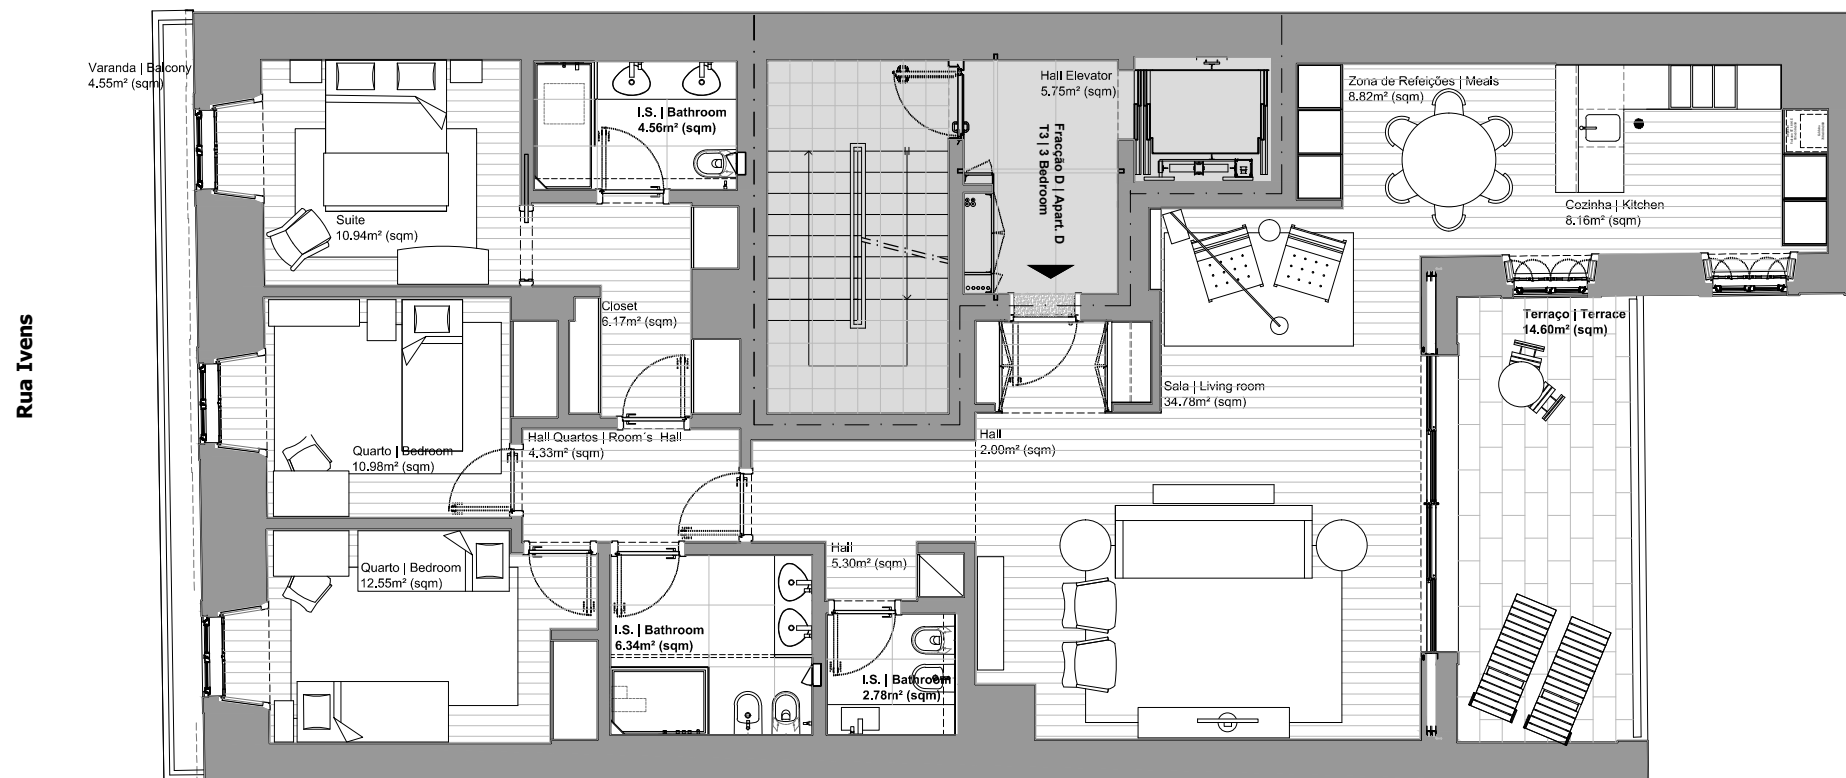 Rua Ivens
Varanda | Balcony
4.55m² (sqm)
I.S. | Bathroom
4.56m² (sqm)
Hall Elevator
5.75m² (sqm)
Fracção D | Apart. D
T3 | 3 Bedroom
Zona de Refeições | Meals
8.82m² (sqm)
Cozinha | Kitchen
8.16m² (sqm)
Suite
10.94m² (sqm)
Closet
6.17m² (sqm)
Terraço | Terrace
14.60m² (sqm)
Sala | Living room
34.78m² (sqm)
Quarto | Bedroom
10.98m² (sqm)
Hall Quartos | Room´s Hall
4.33m² (sqm)
Hall
2.00m² (sqm)
Quarto | Bedroom
12.55m² (sqm)
Hall
5.30m² (sqm)
I.S. | Bathroom
6.34m² (sqm)
I.S. | Bathroom
2.78m² (sqm)